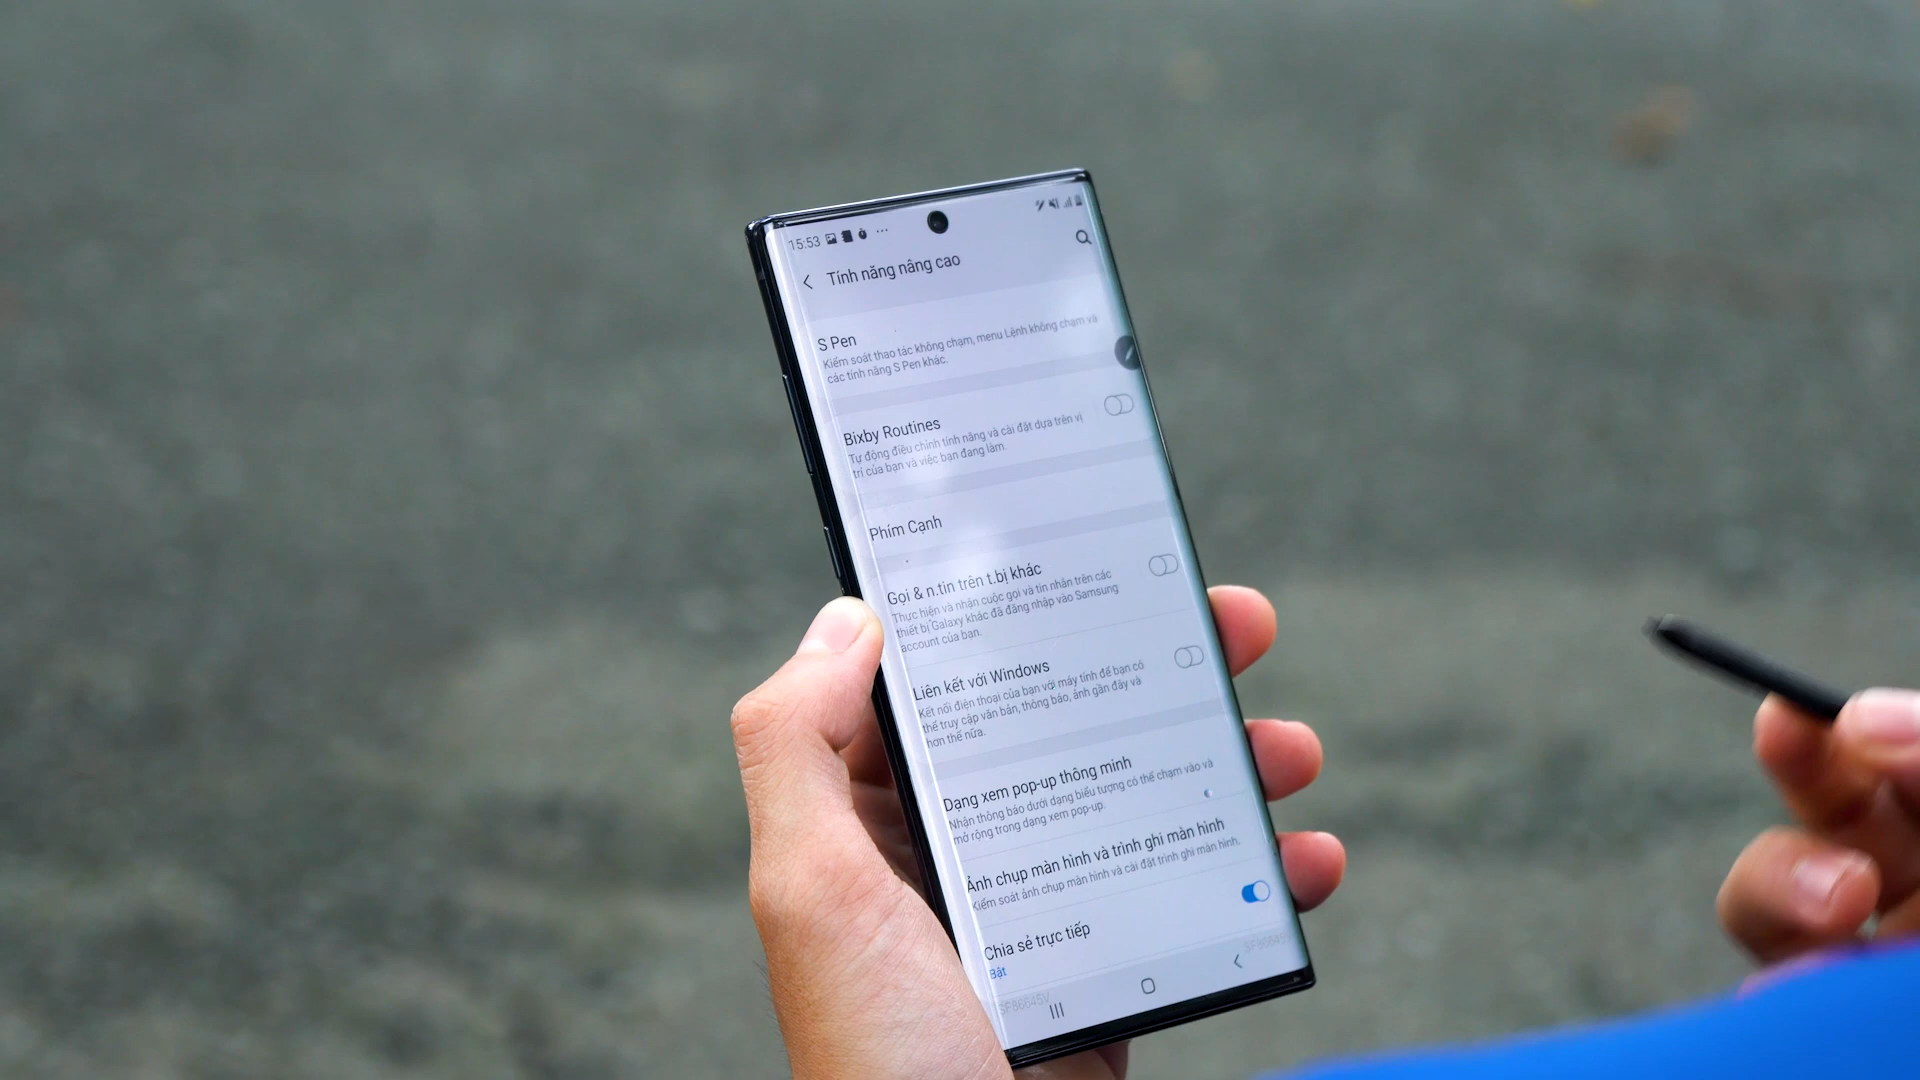 15:53
Tính năng nâng cao
S Pen
Kiểm soát thao tác không chạm, menu Lệnh không chạm và
các tính năng S Pen khác.
Bixby Routines
Tự động điều chỉnh tính năng và cài đặt dựa trên vị
trí của bạn và việc bạn đang làm.
Phím Cạnh
Gọi & n.tin trên t.bị khác
Thực hiện và nhận cuộc gọi và tin nhắn trên các
thiết bị Galaxy khác đã đăng nhập vào Samsung
account của bạn.
Liên kết với Windows
Kết nối điện thoại của bạn với máy tính để bạn có
thể truy cập văn bản, thông báo, ảnh gần đây và
hơn thế nữa.
Dạng xem pop-up thông minh
Nhận thông báo dưới dạng biểu tượng có thể chạm vào và
mở rộng trong dạng xem pop-up.
Ảnh chụp màn hình và trình ghi màn hình
Kiểm soát ảnh chụp màn hình và cài đặt trình ghi màn hình.
Chia sẻ trực tiếp
Bật
SF86645V